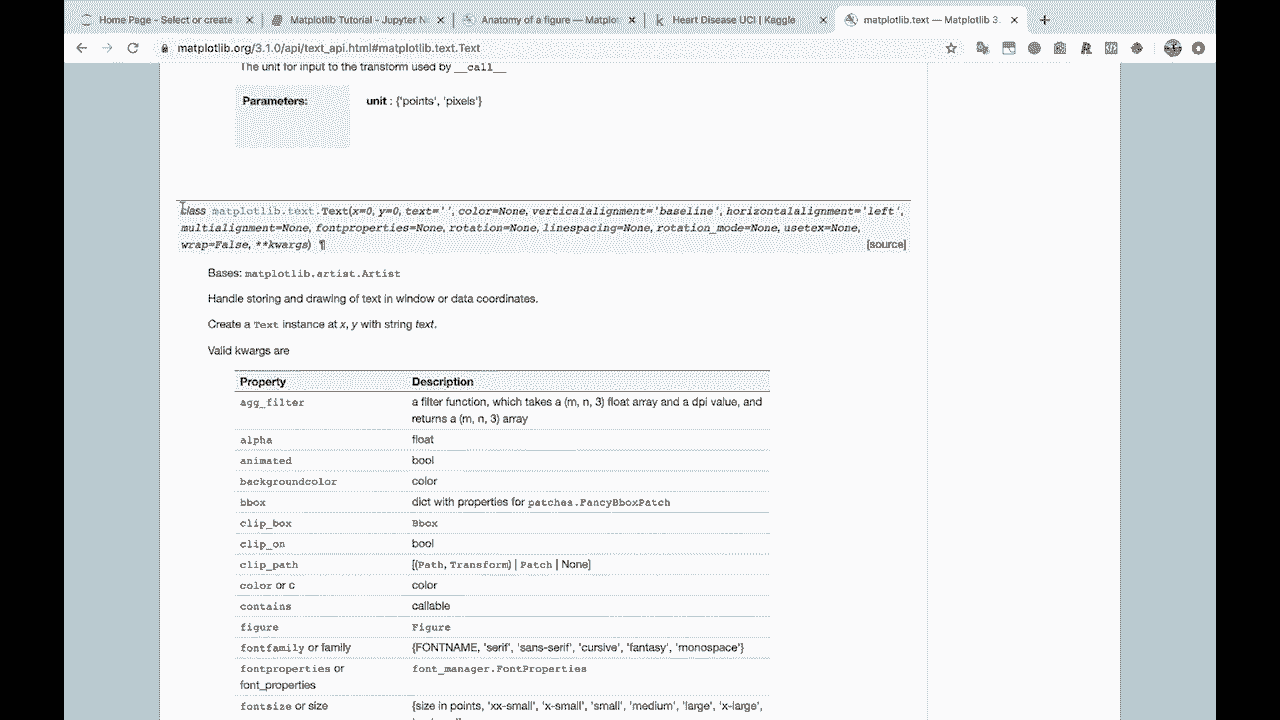 Home Page - Select or create
Matplotlib Tutorial - Jupyter No
Anatomy of a figure — Matplot
Heart Disease UCI | Kaggle
matplotlib.text — Matplotlib 3.
matplotlib.org/3.1.0/api/text_api.html#matplotlib.text.Text
The unit for input to the transform used by __call__
Parameters: unit : {'points', 'pixels'}
class matplotlib.text.Text(x=0, y=0, text='', color=None, verticalalignment='baseline', horizontalalignment='left',
multialignment=None, fontproperties=None, rotation=None, linespacing=None, rotation_mode=None, usetex=None,
wrap=False, **kwargs) ¶ [source]
Bases: matplotlib.artist.Artist
Handle storing and drawing of text in window or data coordinates.
Create a Text instance at x, y with string text.
Valid kwargs are
Property Description
agg_filter a filter function, which takes a (m, n, 3) float array and a dpi value, and
returns a (m, n, 3) array
alpha float
animated bool
backgroundcolor color
bbox dict with properties for patches.FancyBboxPatch
clip_box Bbox
clip_on bool
clip_path [(Path, Transform) | Patch | None]
color or c color
contains callable
figure Figure
fontfamily or family {FONTNAME, 'serif', 'sans-serif', 'cursive', 'fantasy', 'monospace'}
fontproperties or font_manager.FontProperties
font_properties
fontsize or size {size in points, 'xx-small', 'x-small', 'small', 'medium', 'large', 'x-large',